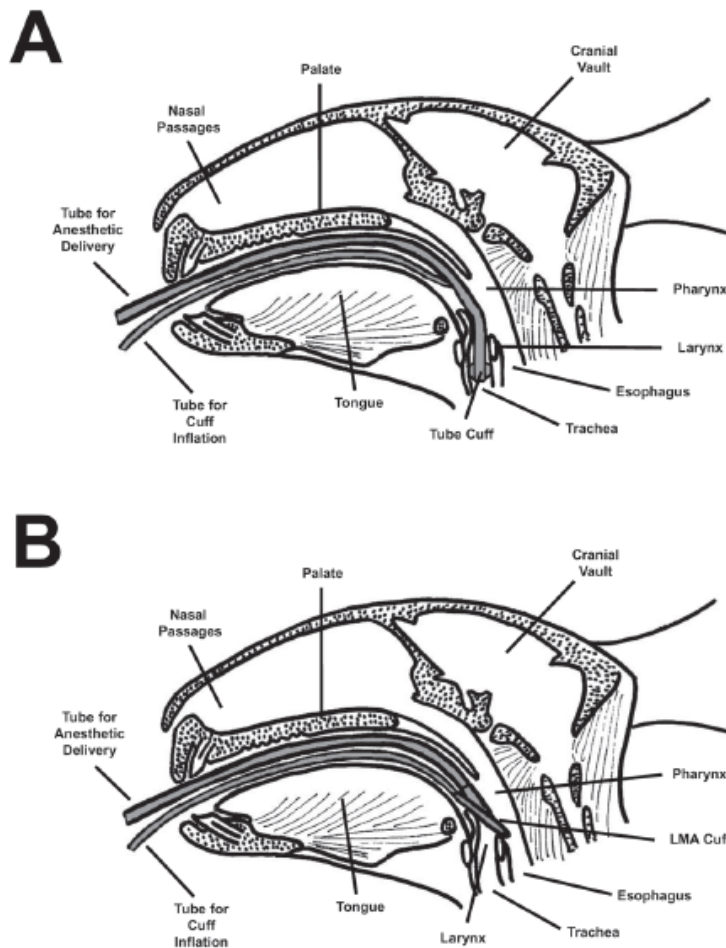 A
Cranial
Vault
Palate
Nasal
Passages
Tube for
Anesthetic
Delivery
Pharynx
Larynx
Esophagus
Tongue
Tube for
Cuff
Inflation
Tube Cuff
Trachea
B
Cranial
Vault
Palate
Nasal
Passages
Tube for
Anesthetic
Delivery
Pharynx
LMA Cuf
Esophagus
Tongue
Tube for
Cuff
Inflation
Larynx
Trachea